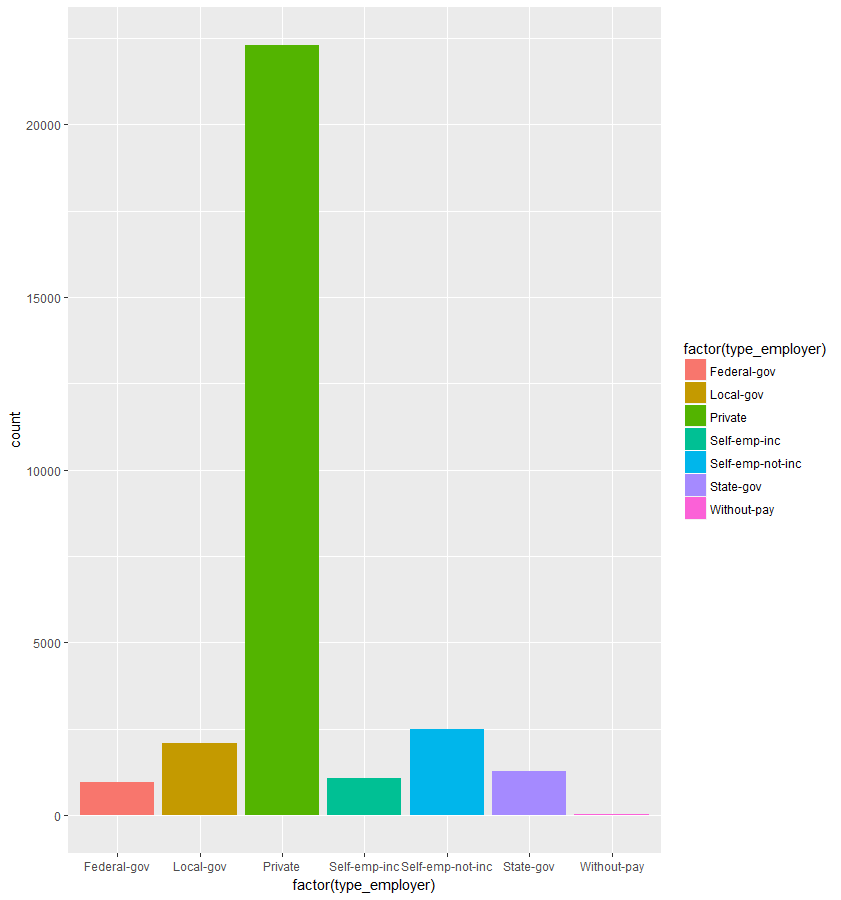 count
20000
15000
10000
5000
0
Federal-gov Local-gov Private Self-emp-inc Self-emp-not-inc State-gov Without-pay
factor(type_employer)
factor(type_employer)
Federal-gov
Local-gov
Private
Self-emp-inc
Self-emp-not-inc
State-gov
Without-pay